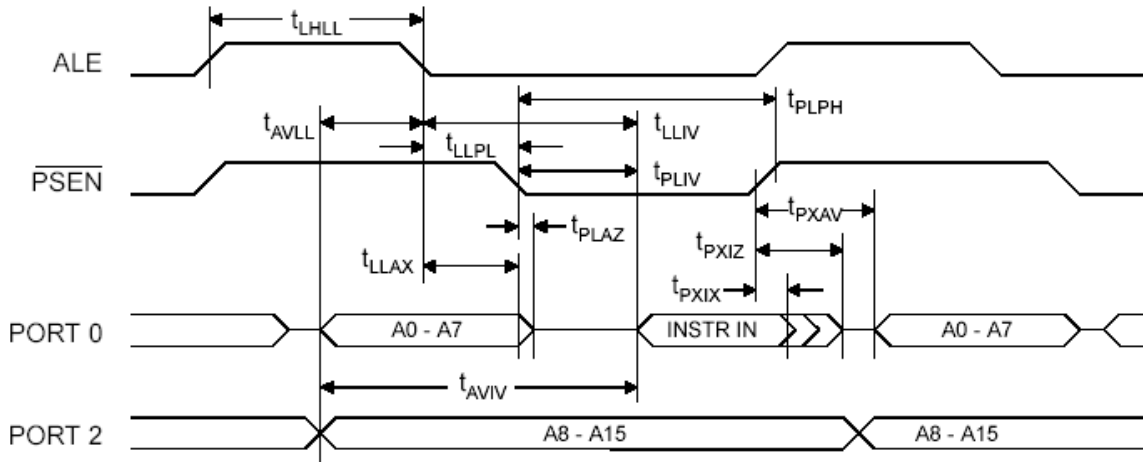 tLHLL
ALE
tPLPH
tAVLL
tLLIV
tLLPL
PSEN
tPLIV
tPXAV
tPLAZ
tPXIZ
tLLAX
tPXIX
PORT 0
A0 - A7
INSTR IN
A0 - A7
tAVIV
PORT 2
A8 - A15
A8 - A15